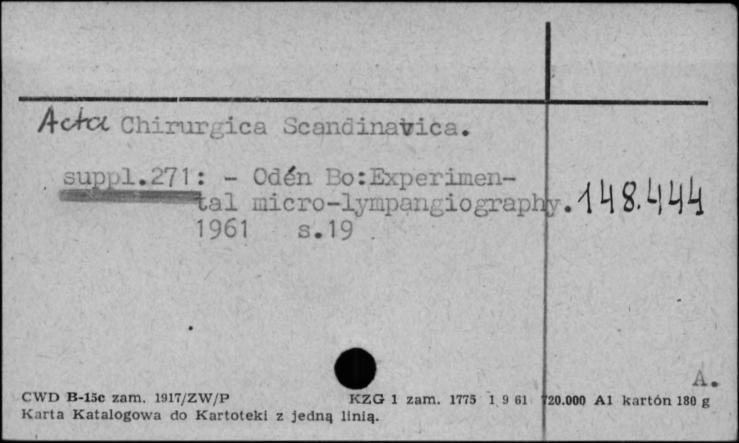 Acta Chirurgica Scandinavica.
suppl.271: - Odén Bo:Experimen-
tal micro-lympangiography. 148.444
1961 s.19
A.
CWD B-15c zam. 1917/ZW/P KZG 1 zam. 1775 1 9 61 720.000 A1 kartón 180 g
Karta Katalogowa do Kartoteki z jedną linią.